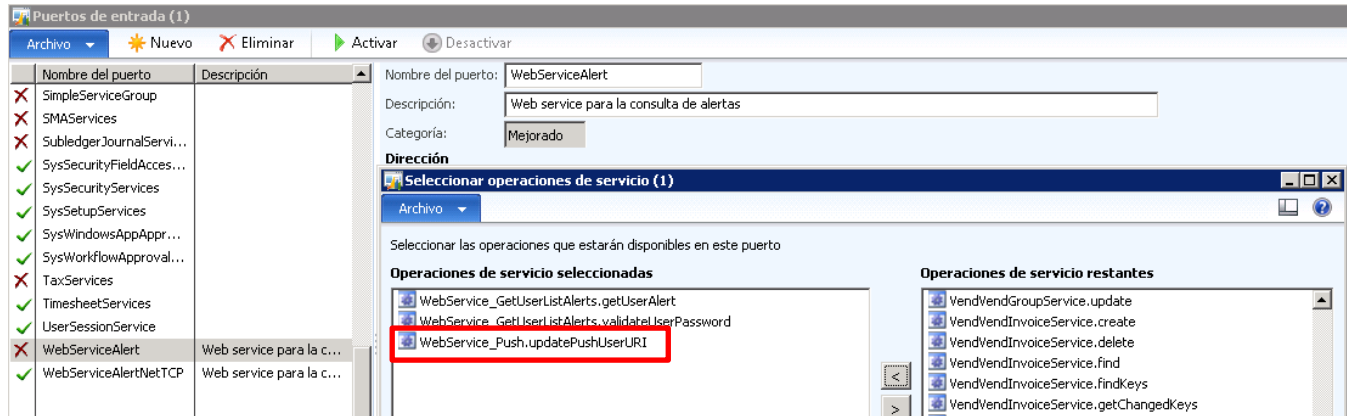 Puertos de entrada (1)
Archivo Nuevo Eliminar Activar Desactivar
Nombre del puerto Descripción
SimpleServiceGroup
SMAServices
SubledgerJournalServi...
SysSecurityFieldAcces...
SysSecurityServices
SysSetupServices
SysWindowsAppAppr...
SysWorkflowApproval...
TaxServices
TimesheetServices
UserSessionService
WebServiceAlert Web service para la c...
WebServiceAlertNetTCP Web service para la c...
Nombre del puerto: WebServiceAlert
Descripción: Web service para la consulta de alertas
Categoría: Mejorado
Dirección
Seleccionar operaciones de servicio (1)
Archivo
Seleccionar las operaciones que estarán disponibles en este puerto
Operaciones de servicio seleccionadas
WebService_GetUserListAlerts.getUserAlert
WebService_GetUserListAlerts.validateUserPassword
WebService_Push.updatePushUserURI
<
>
Operaciones de servicio restantes
VendVendGroupService.update
VendVendInvoiceService.create
VendVendInvoiceService.delete
VendVendInvoiceService.find
VendVendInvoiceService.findKeys
VendVendInvoiceService.getChangedKeys